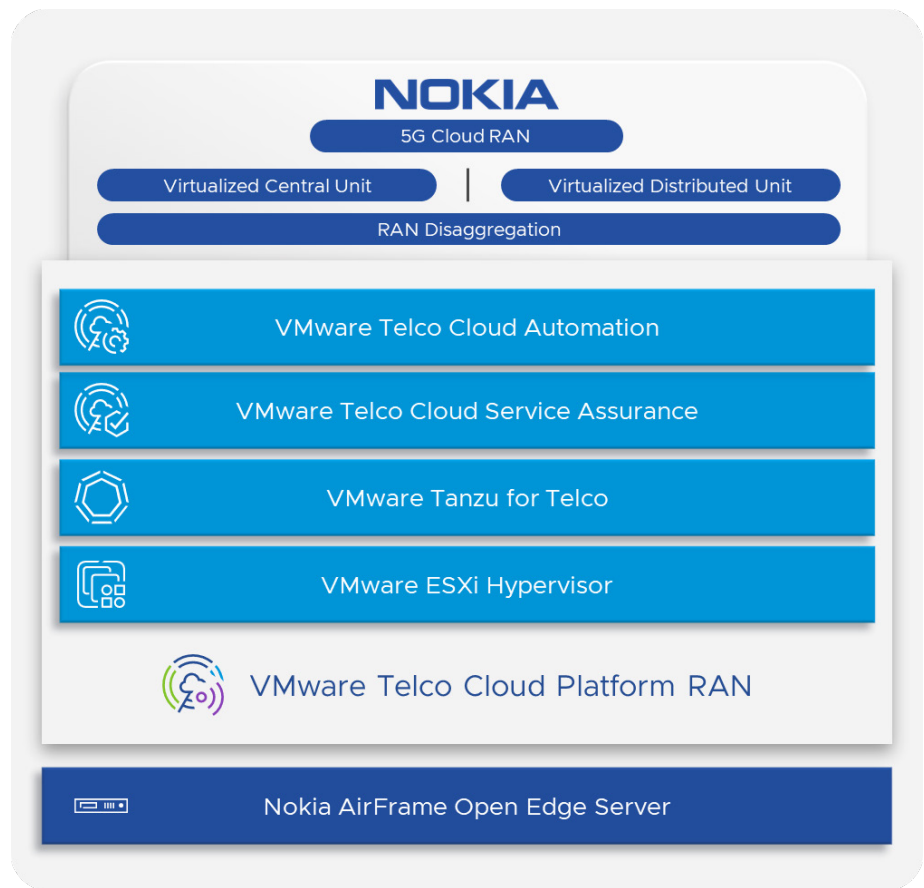 NOKIA
5G Cloud RAN
Virtualized Central Unit | Virtualized Distributed Unit
RAN Disaggregation
VMware Telco Cloud Automation
VMware Telco Cloud Service Assurance
VMware Tanzu for Telco
VMware ESXi Hypervisor
VMware Telco Cloud Platform RAN
Nokia AirFrame Open Edge Server